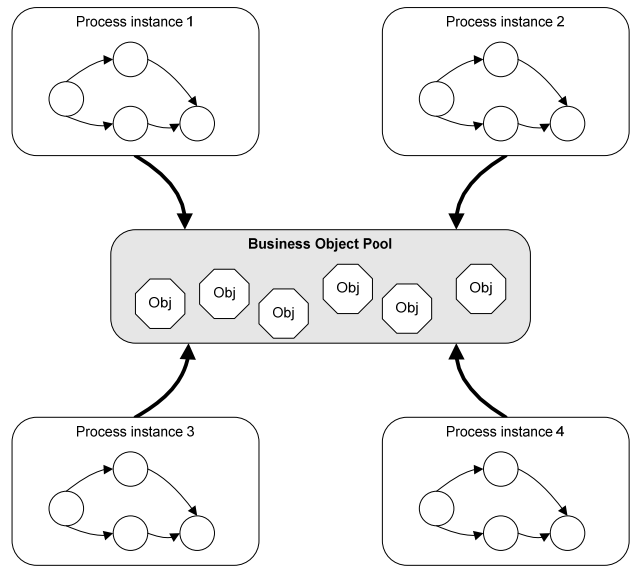 Process instance 1
Process instance 2
Business Object Pool
Obj
Obj
Obj
Obj
Obj
Obj
Process instance 3
Process instance 4